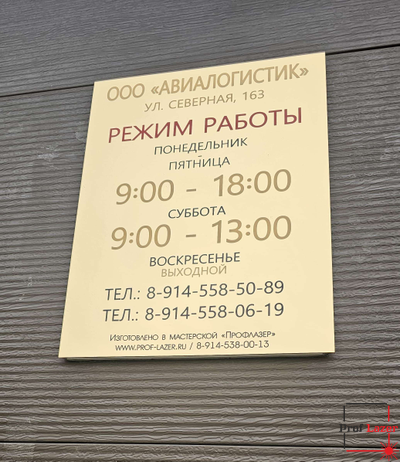 ООО «АВИАЛОГИСТИК»
УЛ. СЕВЕРНАЯ, 163
РЕЖИМ РАБОТЫ
ПОНЕДЕЛЬНИК
-
ПЯТНИЦА
9:00 - 18:00
СУББОТА
9:00 - 13:00
ВОСКРЕСЕНЬЕ
ВЫХОДНОЙ
ТЕЛ.: 8-914-558-50-89
ТЕЛ.: 8-914-558-06-19
Изготовлено в мастерской «Профлазер»
www.prof-lazer.ru / 8-914-538-00-13
Prof Lazer